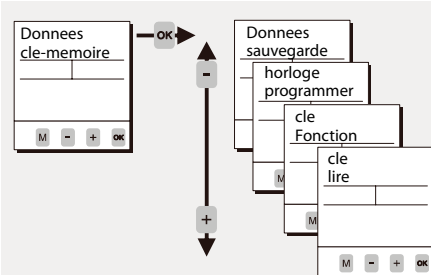 Donnees
cle-memoire
M - + OK
OK
-
+
Donnees
sauvegarde
horloge
programmer
M
cle
Fonction
M
cle
lire
M - + OK